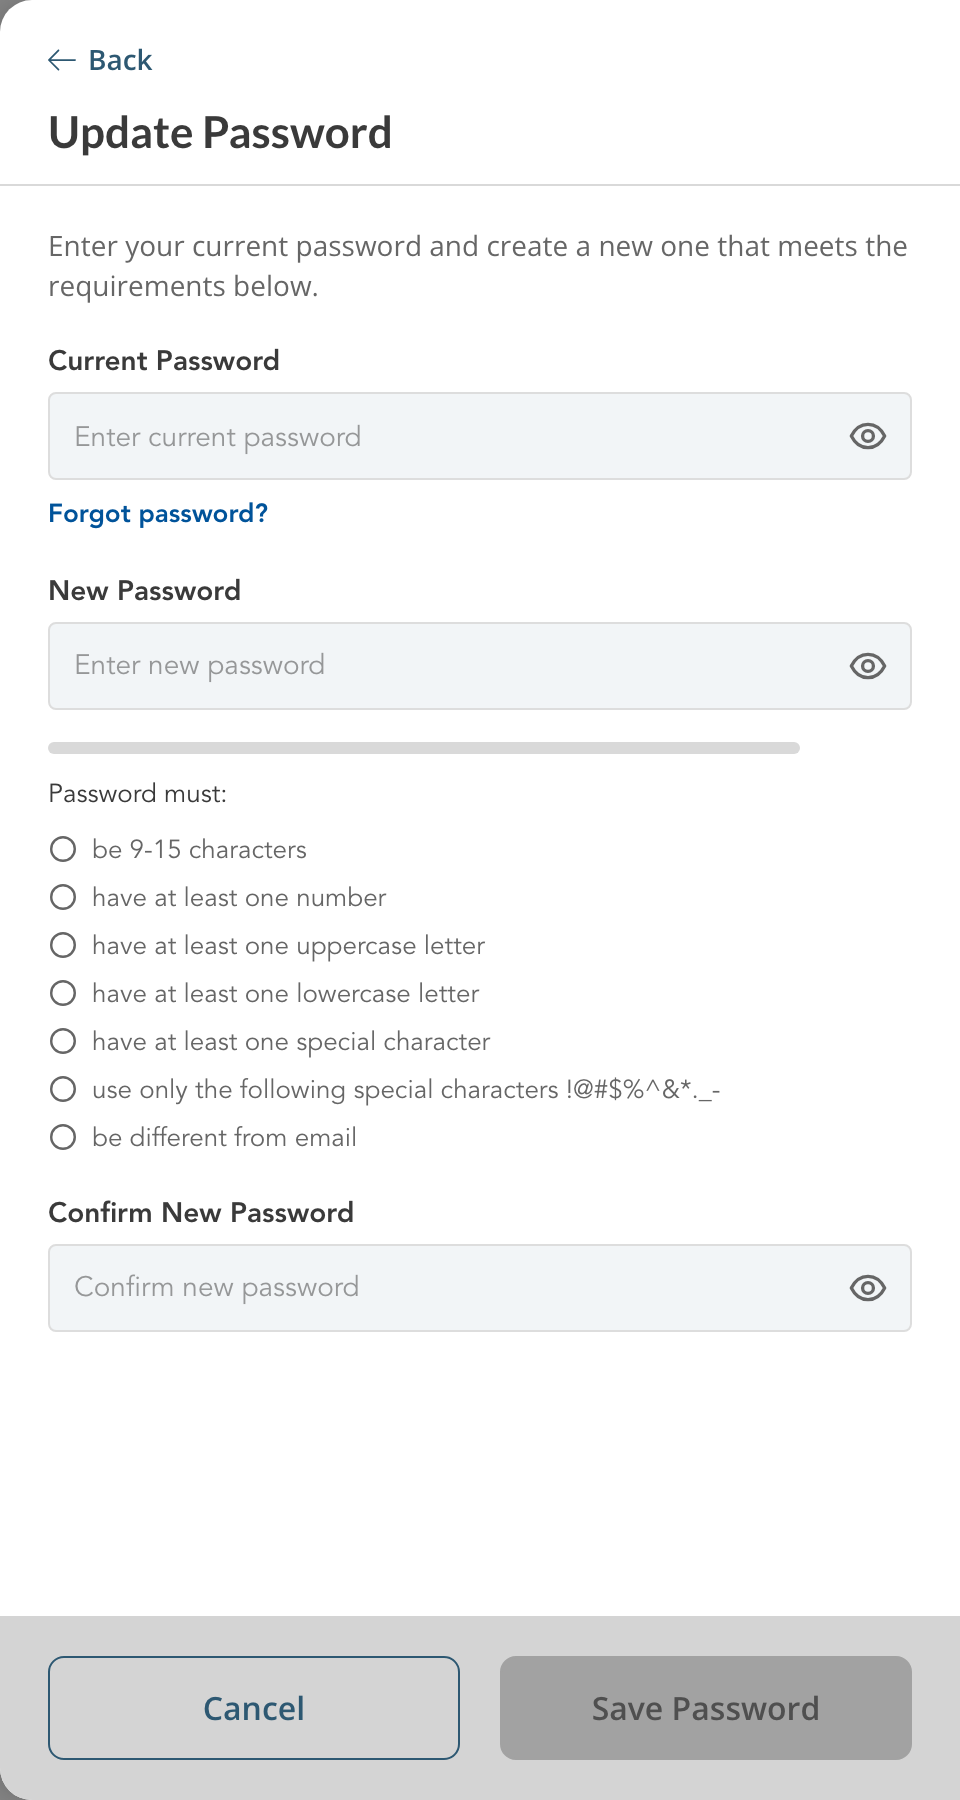 Back
Update Password
Enter your current password and create a new one that meets the
requirements below.
Current Password
Enter current password
Forgot password?
New Password
Enter new password
Password must:
be 9-15 characters
have at least one number
have at least one uppercase letter
have at least one lowercase letter
have at least one special character
use only the following special characters !@#$%^&*._-
be different from email
Confirm New Password
Confirm new password
Cancel
Save Password